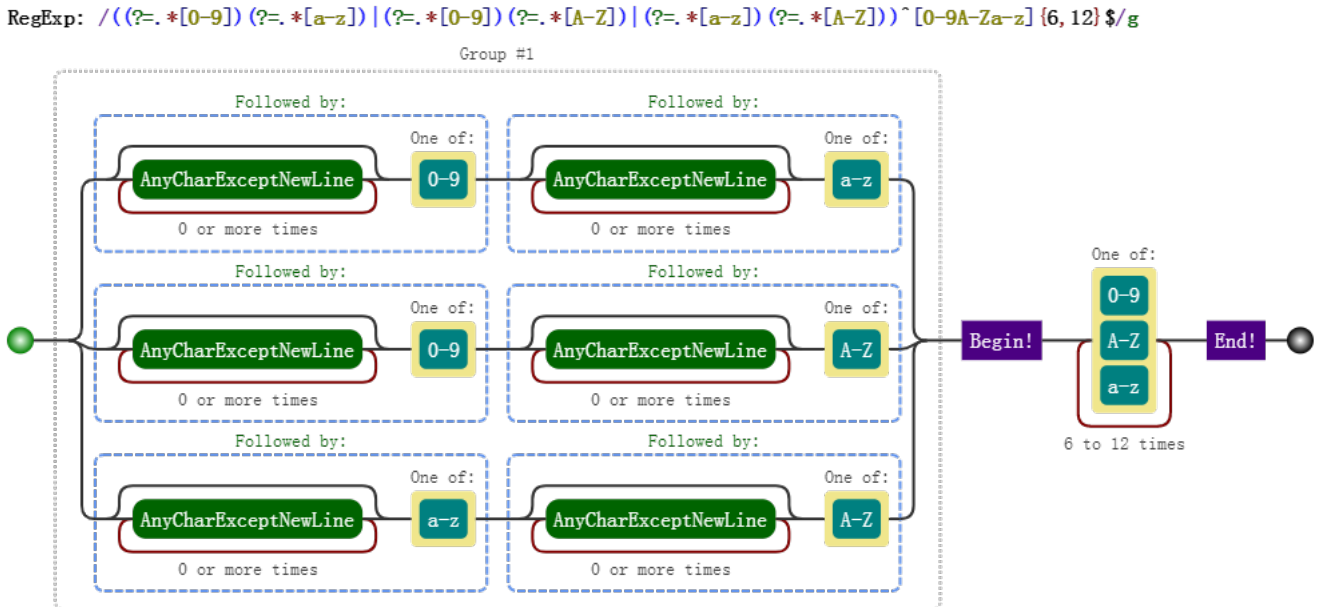 RegExp: /((?=.*[0-9])(?=.*[a-z])|(?=.*[0-9])(?=.*[A-Z])|(?=.*[a-z])(?=.*[A-Z]))^[0-9A-Za-z]{6,12}$/g
Group #1
Followed by: Followed by:
One of: One of:
AnyCharExceptNewLine 0-9 AnyCharExceptNewLine a-z
0 or more times 0 or more times
Followed by: Followed by:
One of: One of:
AnyCharExceptNewLine 0-9 AnyCharExceptNewLine A-Z
0 or more times 0 or more times
Followed by: Followed by:
One of: One of:
AnyCharExceptNewLine a-z AnyCharExceptNewLine A-Z
0 or more times 0 or more times
Begin!
One of:
0-9
A-Z
a-z
6 to 12 times
End!